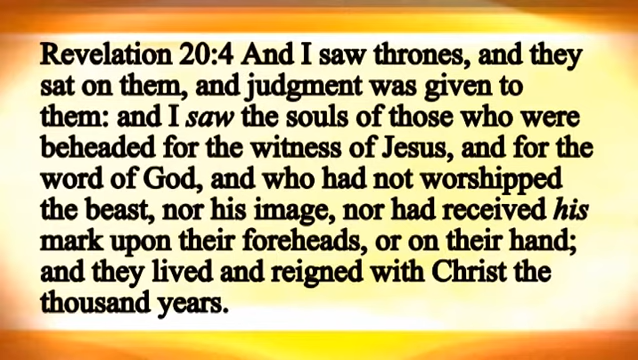 Revelation 20:4 And I saw thrones, and they
sat on them, and judgment was given to
them: and I saw the souls of those who were
beheaded for the witness of Jesus, and for the
word of God, and who had not worshipped
the beast, nor his image, nor had received his
mark upon their foreheads, or on their hand;
and they lived and reigned with Christ the
thousand years.